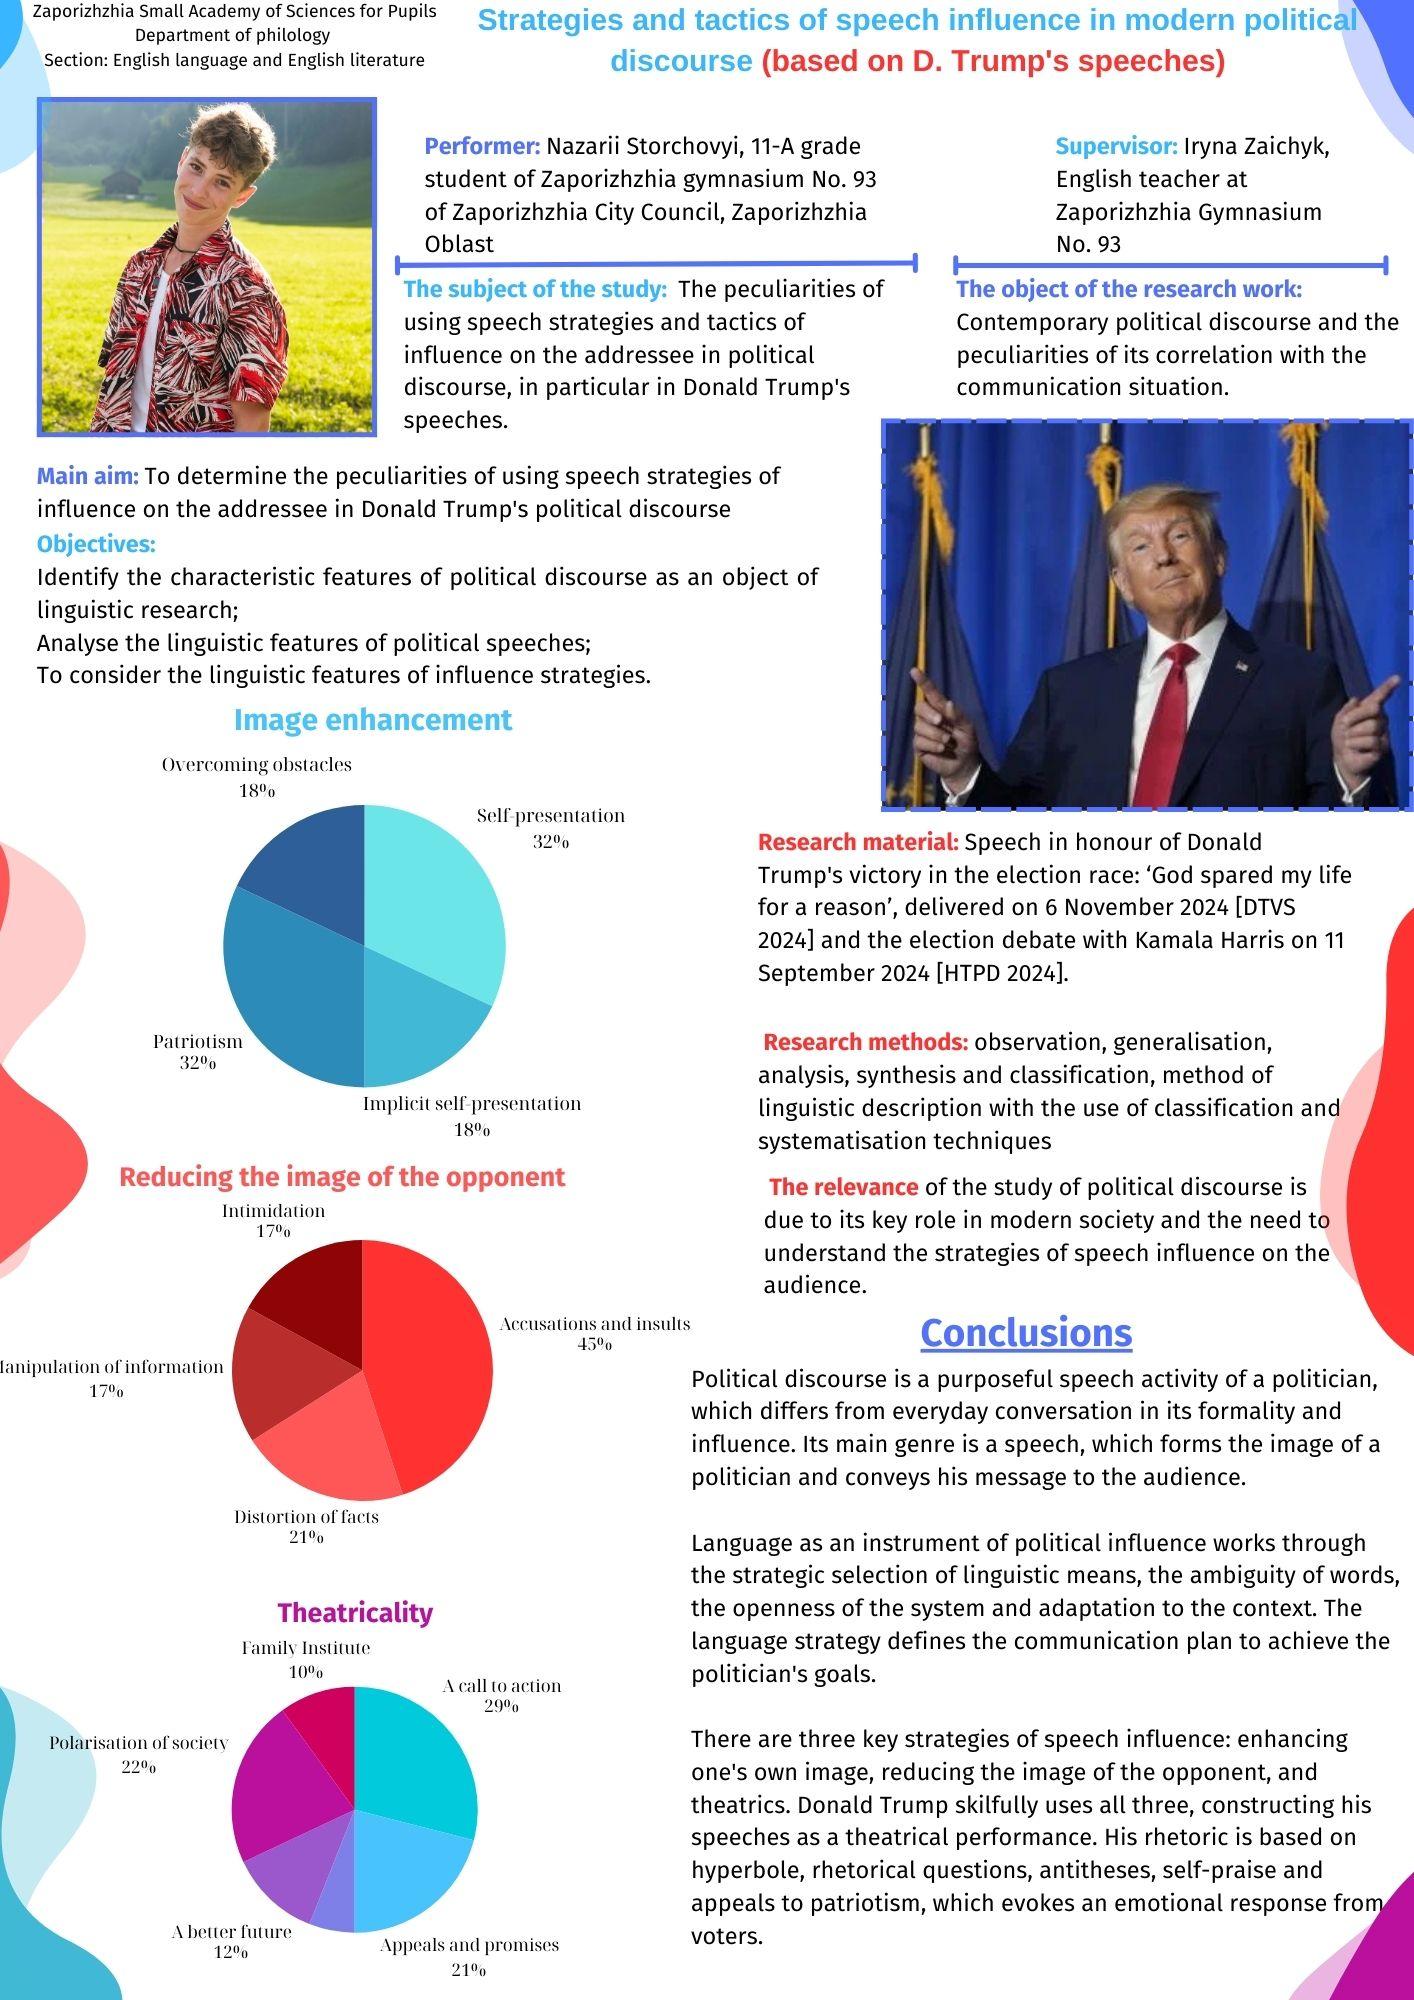 Zaporizhzhia Small Academy of Sciences for Pupils
Department of philology
Section: English language and English literature
Strategies and tactics of speech influence in modern political
discourse (based on D. Trump's speeches)
Performer: Nazarii Storchovyi, 11-A grade
student of Zaporizhzhia gymnasium No. 93
of Zaporizhzhia City Council, Zaporizhzhia
Oblast
Supervisor: Iryna Zaichyk,
English teacher at
Zaporizhzhia Gymnasium
No. 93
The subject of the study: The peculiarities of
using speech strategies and tactics of
influence on the addressee in political
discourse, in particular in Donald Trump's
speeches.
The object of the research work:
Contemporary political discourse and the
peculiarities of its correlation with the
communication situation.
Main aim: To determine the peculiarities of using speech strategies of
influence on the addressee in Donald Trump's political discourse
Objectives:
Identify the characteristic features of political discourse as an object of
linguistic research;
Analyse the linguistic features of political speeches;
To consider the linguistic features of influence strategies.
Image enhancement
Overcoming obstacles
18%
Self-presentation
32%
Patriotism
32%
Implicit self-presentation
18%
Reducing the image of the opponent
Intimidation
17%
Accusations and insults
45%
anipulation of information
17%
Distortion of facts
21%
Theatricality
Family Institute
10%
A call to action
29%
Polarisation of society
22%
A better future
12%
Appeals and promises
21%
Research material: Speech in honour of Donald
Trump's victory in the election race: ‘God spared my life
for a reason’, delivered on 6 November 2024 [DTVS
2024] and the election debate with Kamala Harris on 11
September 2024 [HTPD 2024].
Research methods: observation, generalisation,
analysis, synthesis and classification, method of
linguistic description with the use of classification and
systematisation techniques
The relevance of the study of political discourse is
due to its key role in modern society and the need to
understand the strategies of speech influence on the
audience.
Conclusions
Political discourse is a purposeful speech activity of a politician,
which differs from everyday conversation in its formality and
influence. Its main genre is a speech, which forms the image of a
politician and conveys his message to the audience.
Language as an instrument of political influence works through
the strategic selection of linguistic means, the ambiguity of words,
the openness of the system and adaptation to the context. The
language strategy defines the communication plan to achieve the
politician's goals.
There are three key strategies of speech influence: enhancing
one's own image, reducing the image of the opponent, and
theatrics. Donald Trump skilfully uses all three, constructing his
speeches as a theatrical performance. His rhetoric is based on
hyperbole, rhetorical questions, antitheses, self-praise and
appeals to patriotism, which evokes an emotional response from
voters.